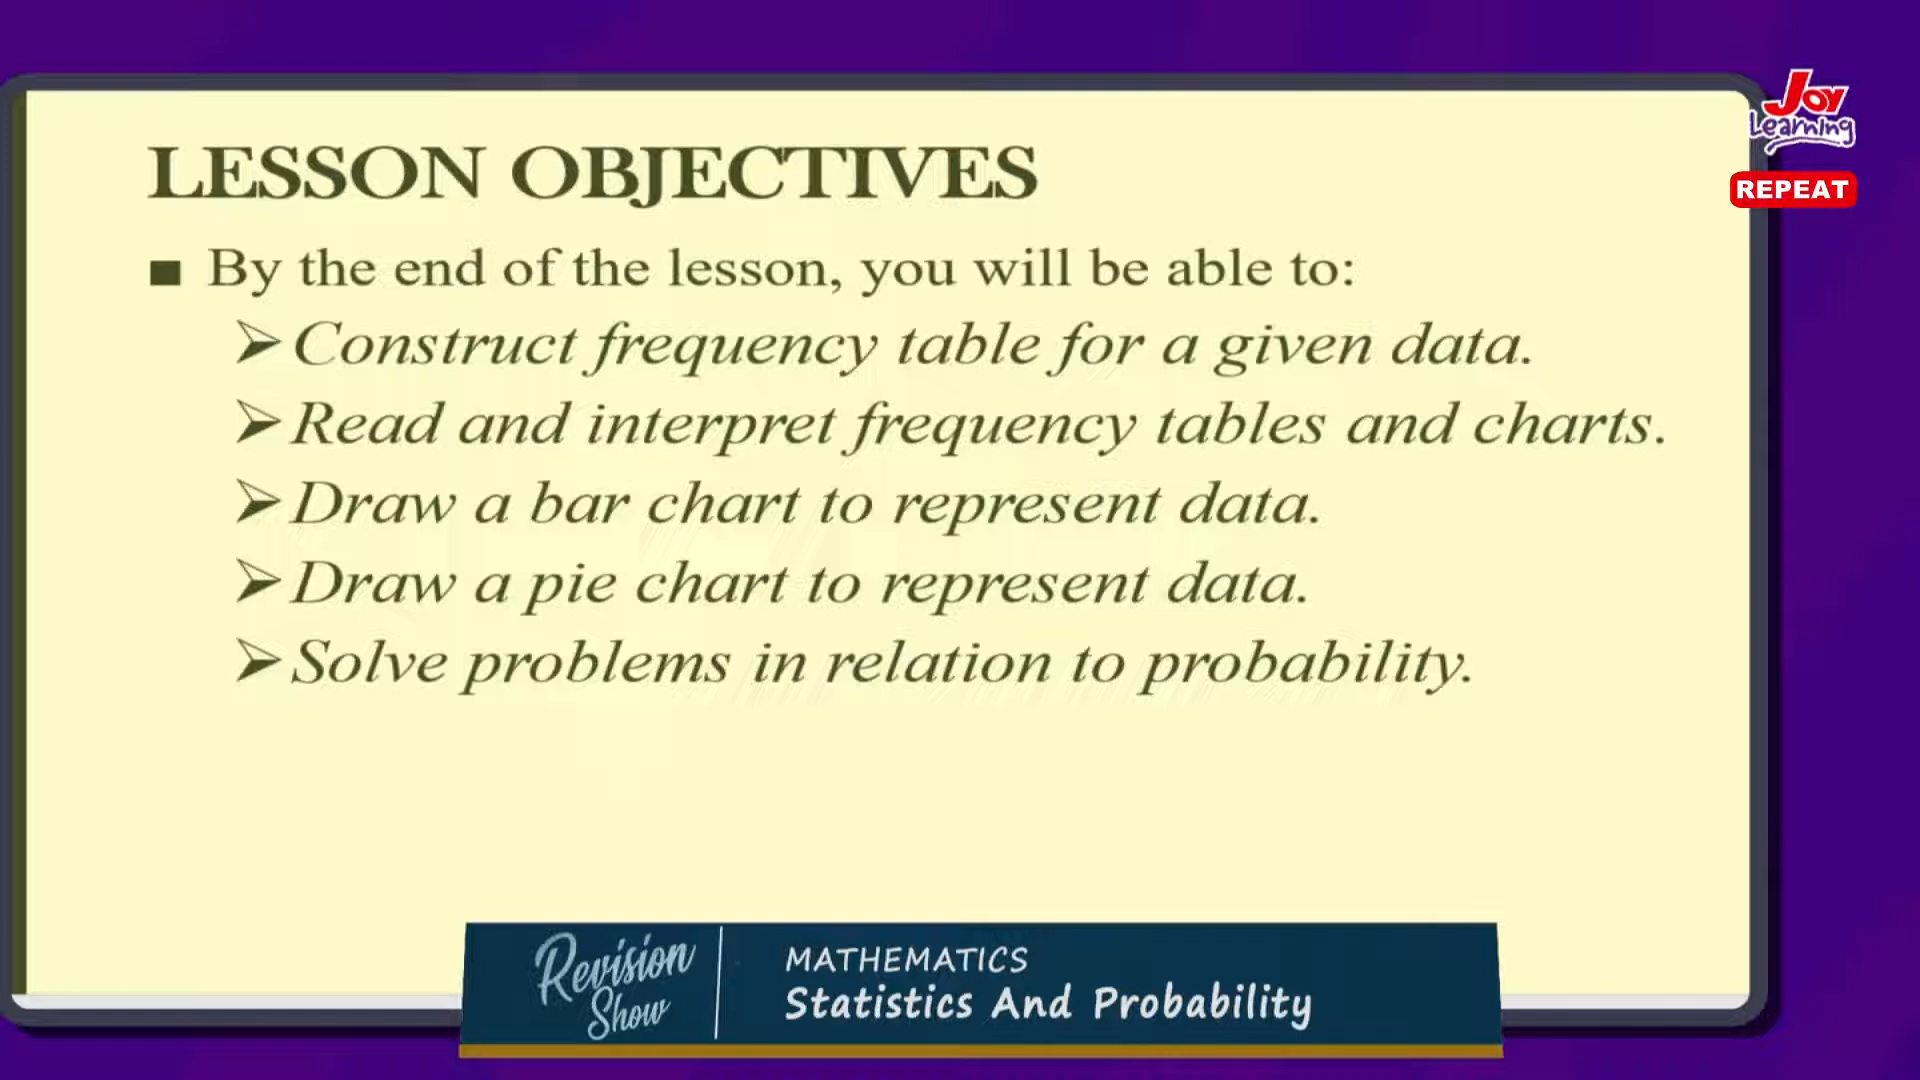 Joy
Learning
REPEAT
LESSON OBJECTIVES
■ By the end of the lesson, you will be able to:
➢ Construct frequency table for a given data.
➢ Read and interpret frequency tables and charts.
➢ Draw a bar chart to represent data.
➢ Draw a pie chart to represent data.
➢ Solve problems in relation to probability.
Revision
Show
MATHEMATICS
Statistics And Probability